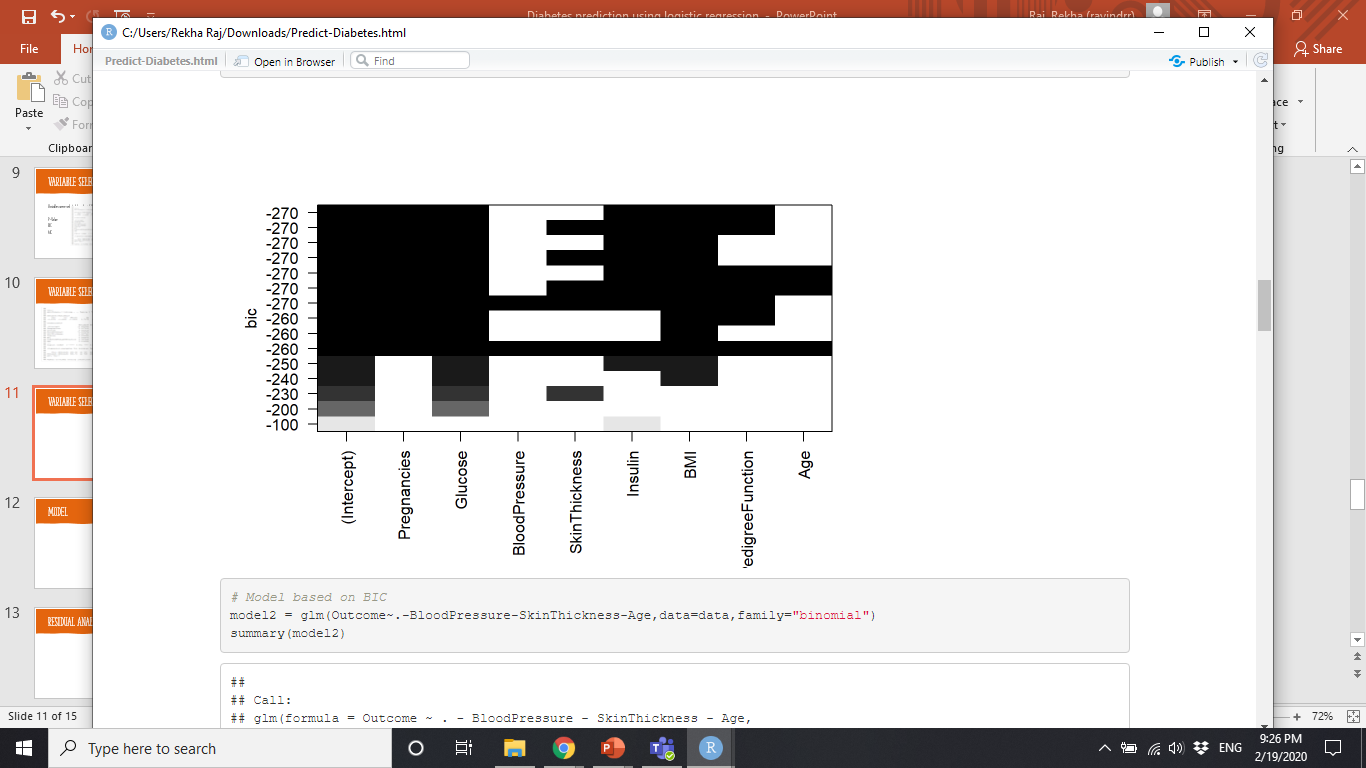 Diabetes prediction using logistic regression - PowerPoint
Raj, Rekha (ravindrr)
File
Share
Cut
Paste
Clipboar
C:/Users/Rekha Raj/Downloads/Predict-Diabetes.html
Predict-Diabetes.html
Open in Browser
Find
Publish
9
VARIABLE SELE
10
VARIABLE SELE
11
VARIABLE SELE
12
MODEL
13
RESIDUAL ANAL
bic
-270
-270
-270
-270
-270
-270
-270
-260
-260
-260
-250
-240
-230
-200
-100
(Intercept)
Pregnancies
Glucose
BloodPressure
SkinThickness
Insulin
BMI
edigreeFunction
Age
# Model based on BIC
model2 = glm(Outcome~.-BloodPressure-SkinThickness-Age,data=data,family="binomial")
summary(model2)
##
## Call:
## glm(formula = Outcome ~ . - BloodPressure - SkinThickness - Age,
Slide 11 of 15
72%
Type here to search
ENG
9:26 PM
2/19/2020